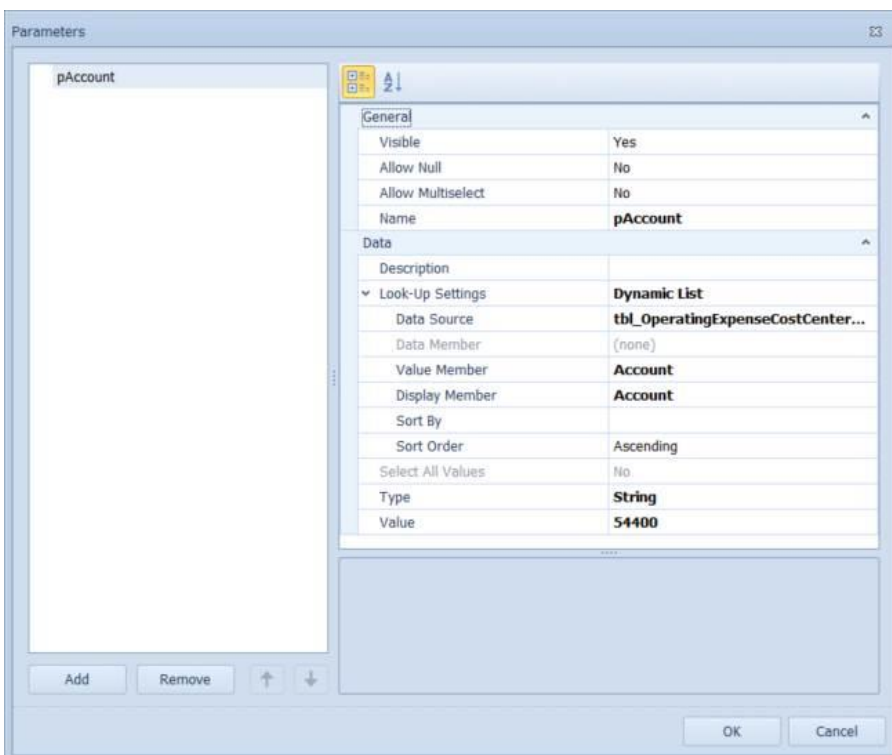 Parameters
pAccount
General
Visible Yes
Allow Null No
Allow Multiselect No
Name pAccount
Data
Description
Look-Up Settings Dynamic List
Data Source tbl_OperatingExpenseCostCenter...
Data Member (none)
Value Member Account
Display Member Account
Sort By
Sort Order Ascending
Select All Values No
Type String
Value 54400
Add Remove
OK Cancel